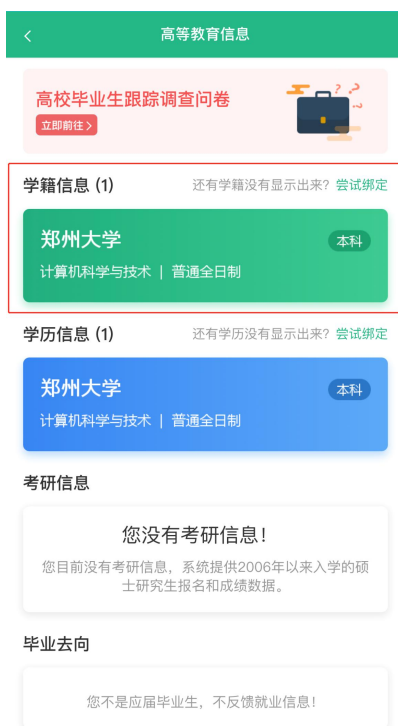 高等教育信息
高校毕业生跟踪调查问卷
立即前往>
学籍信息 (1) 还有学籍没有显示出来？尝试绑定
郑州大学 本科
计算机科学与技术 | 普通全日制
学历信息 (1) 还有学历没有显示出来？尝试绑定
郑州大学 本科
计算机科学与技术 | 普通全日制
考研信息
您没有考研信息！
您目前没有考研信息，系统提供2006年以来入学的硕
士研究生报名和成绩数据。
毕业去向
您不是应届毕业生，不反馈就业信息！